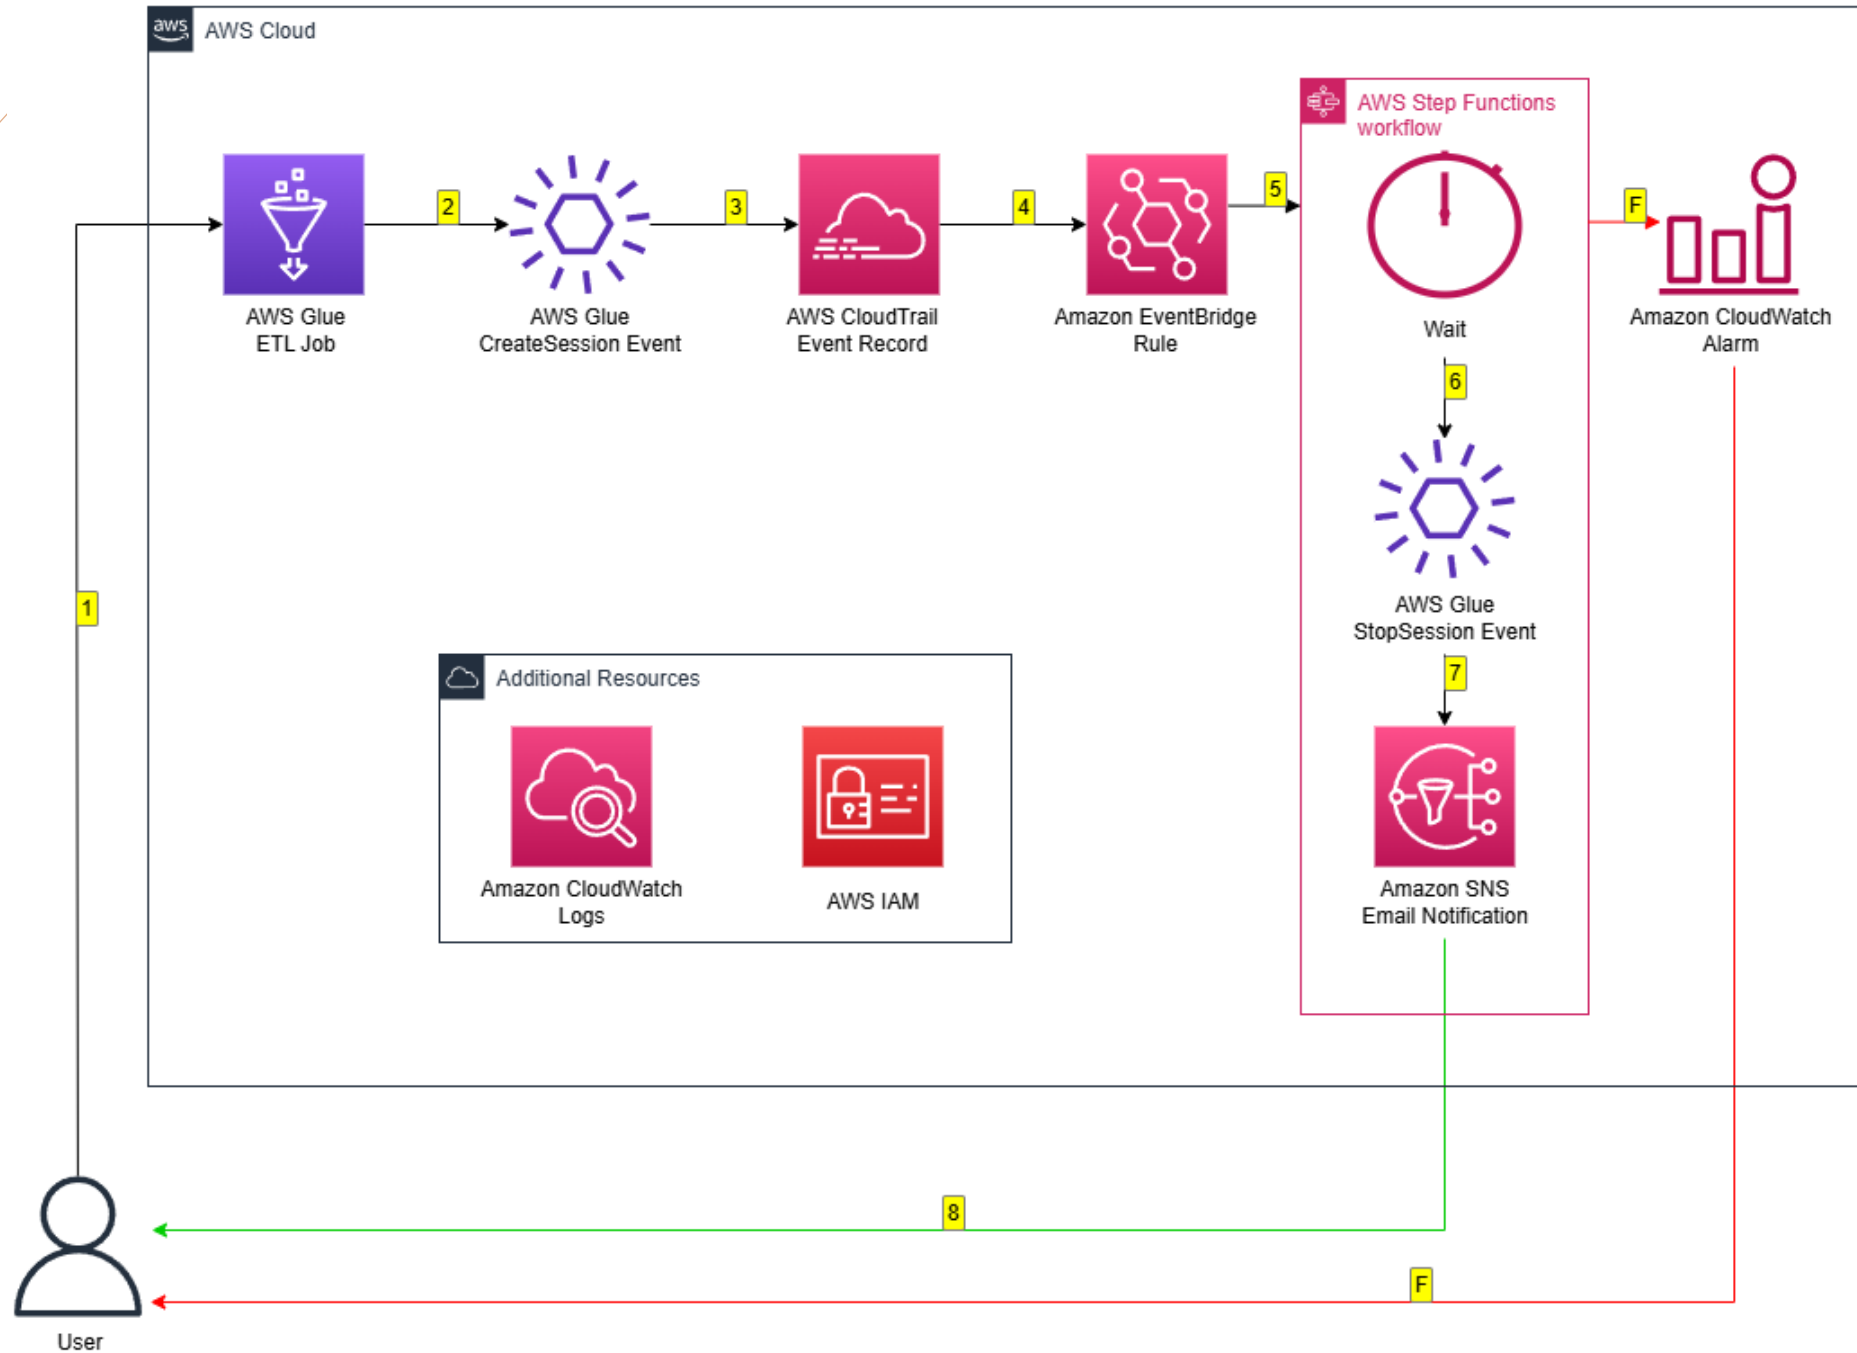 aws
AWS Cloud
AWS Step Functions
workflow
2
3
4
5
F
AWS Glue
ETL Job
AWS Glue
CreateSession Event
AWS CloudTrail
Event Record
Amazon EventBridge
Rule
Wait
Amazon CloudWatch
Alarm
6
AWS Glue
StopSession Event
1
7
Additional Resources
Amazon CloudWatch
Logs
AWS IAM
Amazon SNS
Email Notification
8
F
User